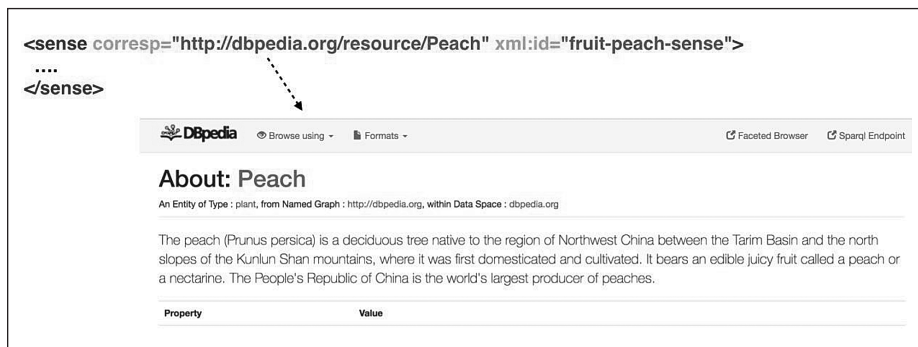 <sense corresp="http://dbpedia.org/resource/Peach" xml:id="fruit-peach-sense">
....
</sense>
DBpedia Browse using Formats Faceted Browser Sparql Endpoint
About: Peach
An Entity of Type : plant, from Named Graph : http://dbpedia.org, within Data Space : dbpedia.org
The peach (Prunus persica) is a deciduous tree native to the region of Northwest China between the Tarim Basin and the north
slopes of the Kunlun Shan mountains, where it was first domesticated and cultivated. It bears an edible juicy fruit called a peach or
a nectarine. The People's Republic of China is the world's largest producer of peaches.
Property Value